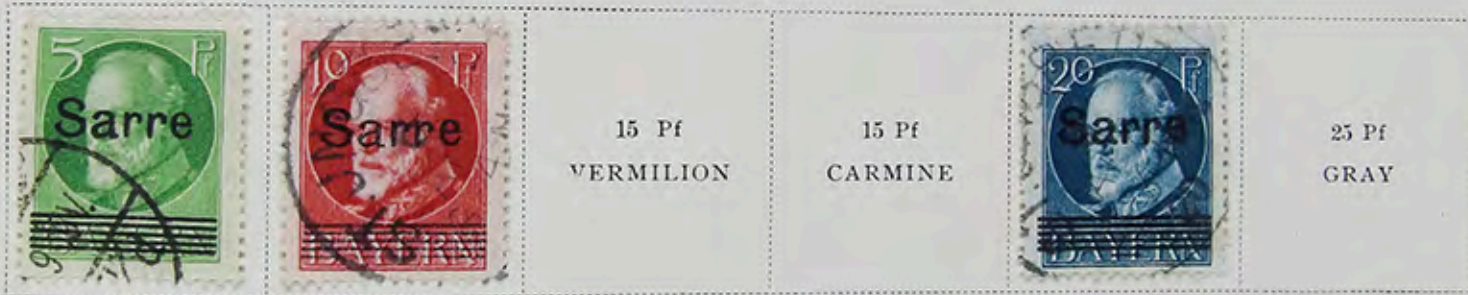 5 Pf
Sarre
10 Pf
Sarre
BAYERN
15 Pf
VERMILION
15 Pf
CARMINE
20 Pf
Sarre
BAYERN
25 Pf
GRAY